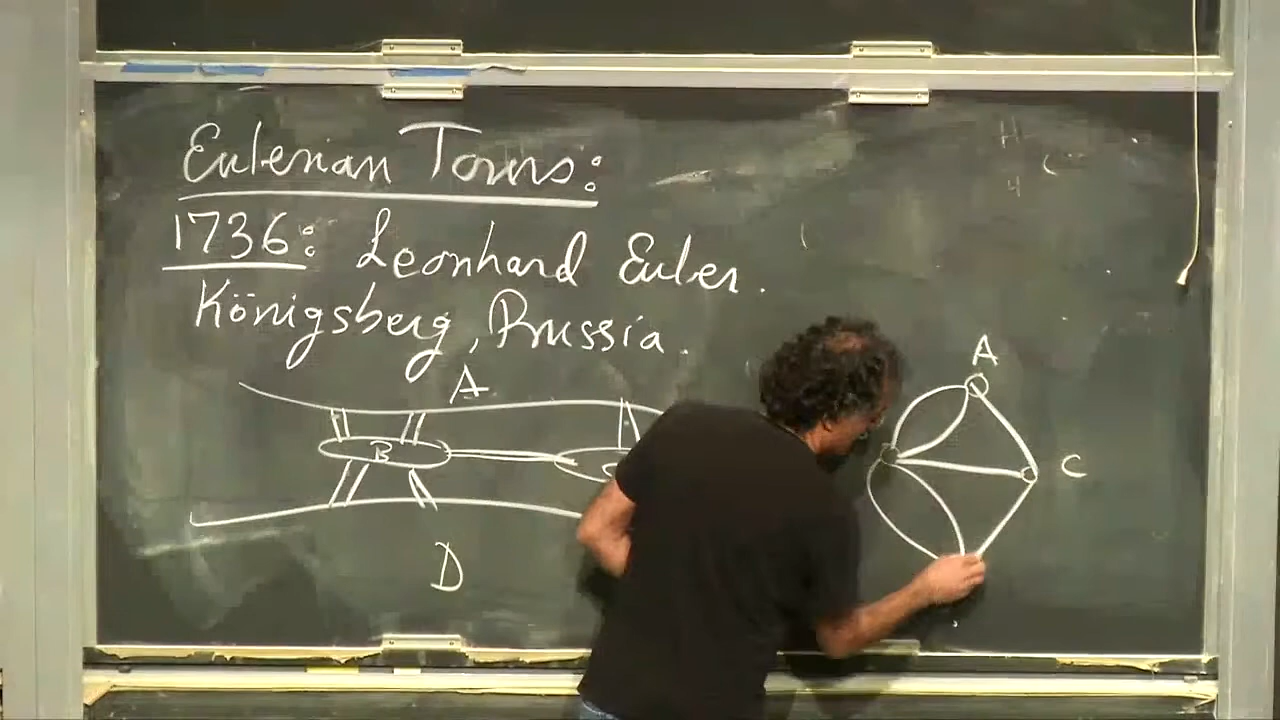 Eulerian Tours:
1736: Leonhard Euler.
Königsberg, Prussia.
A
B
D
A
C